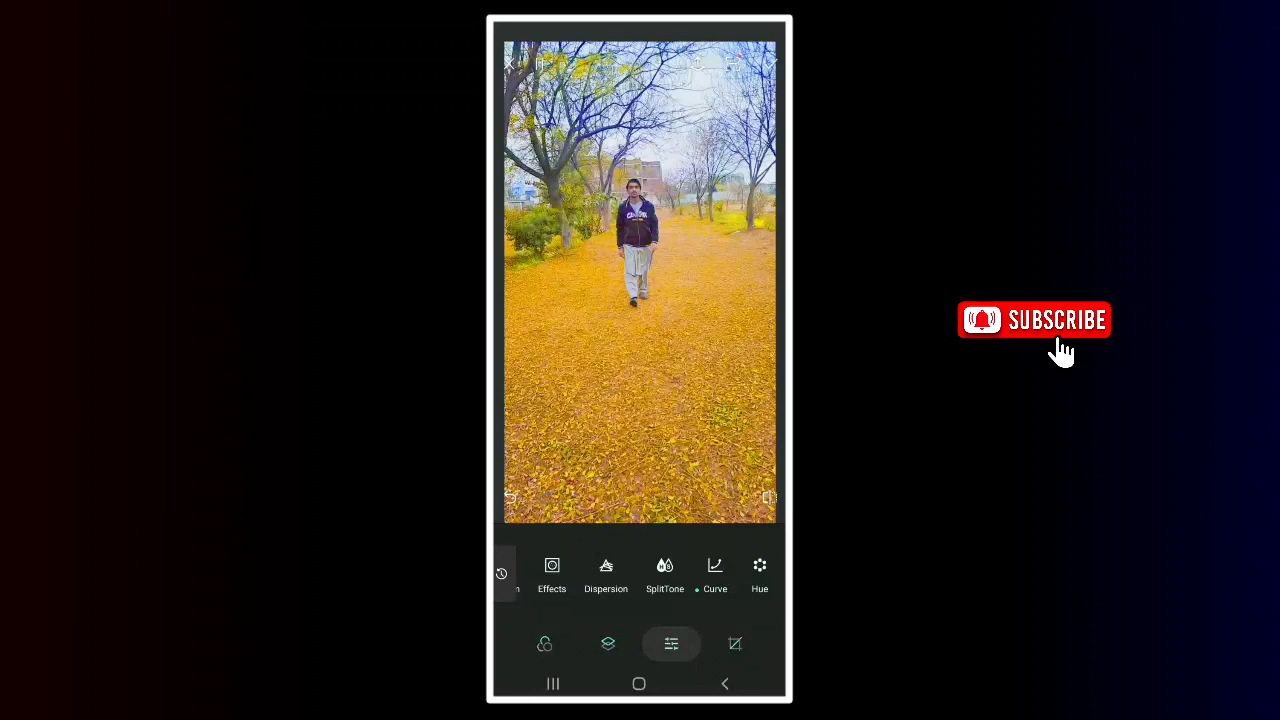 SUBSCRIBE
Effects
Dispersion
SplitTone
Curve
Hue